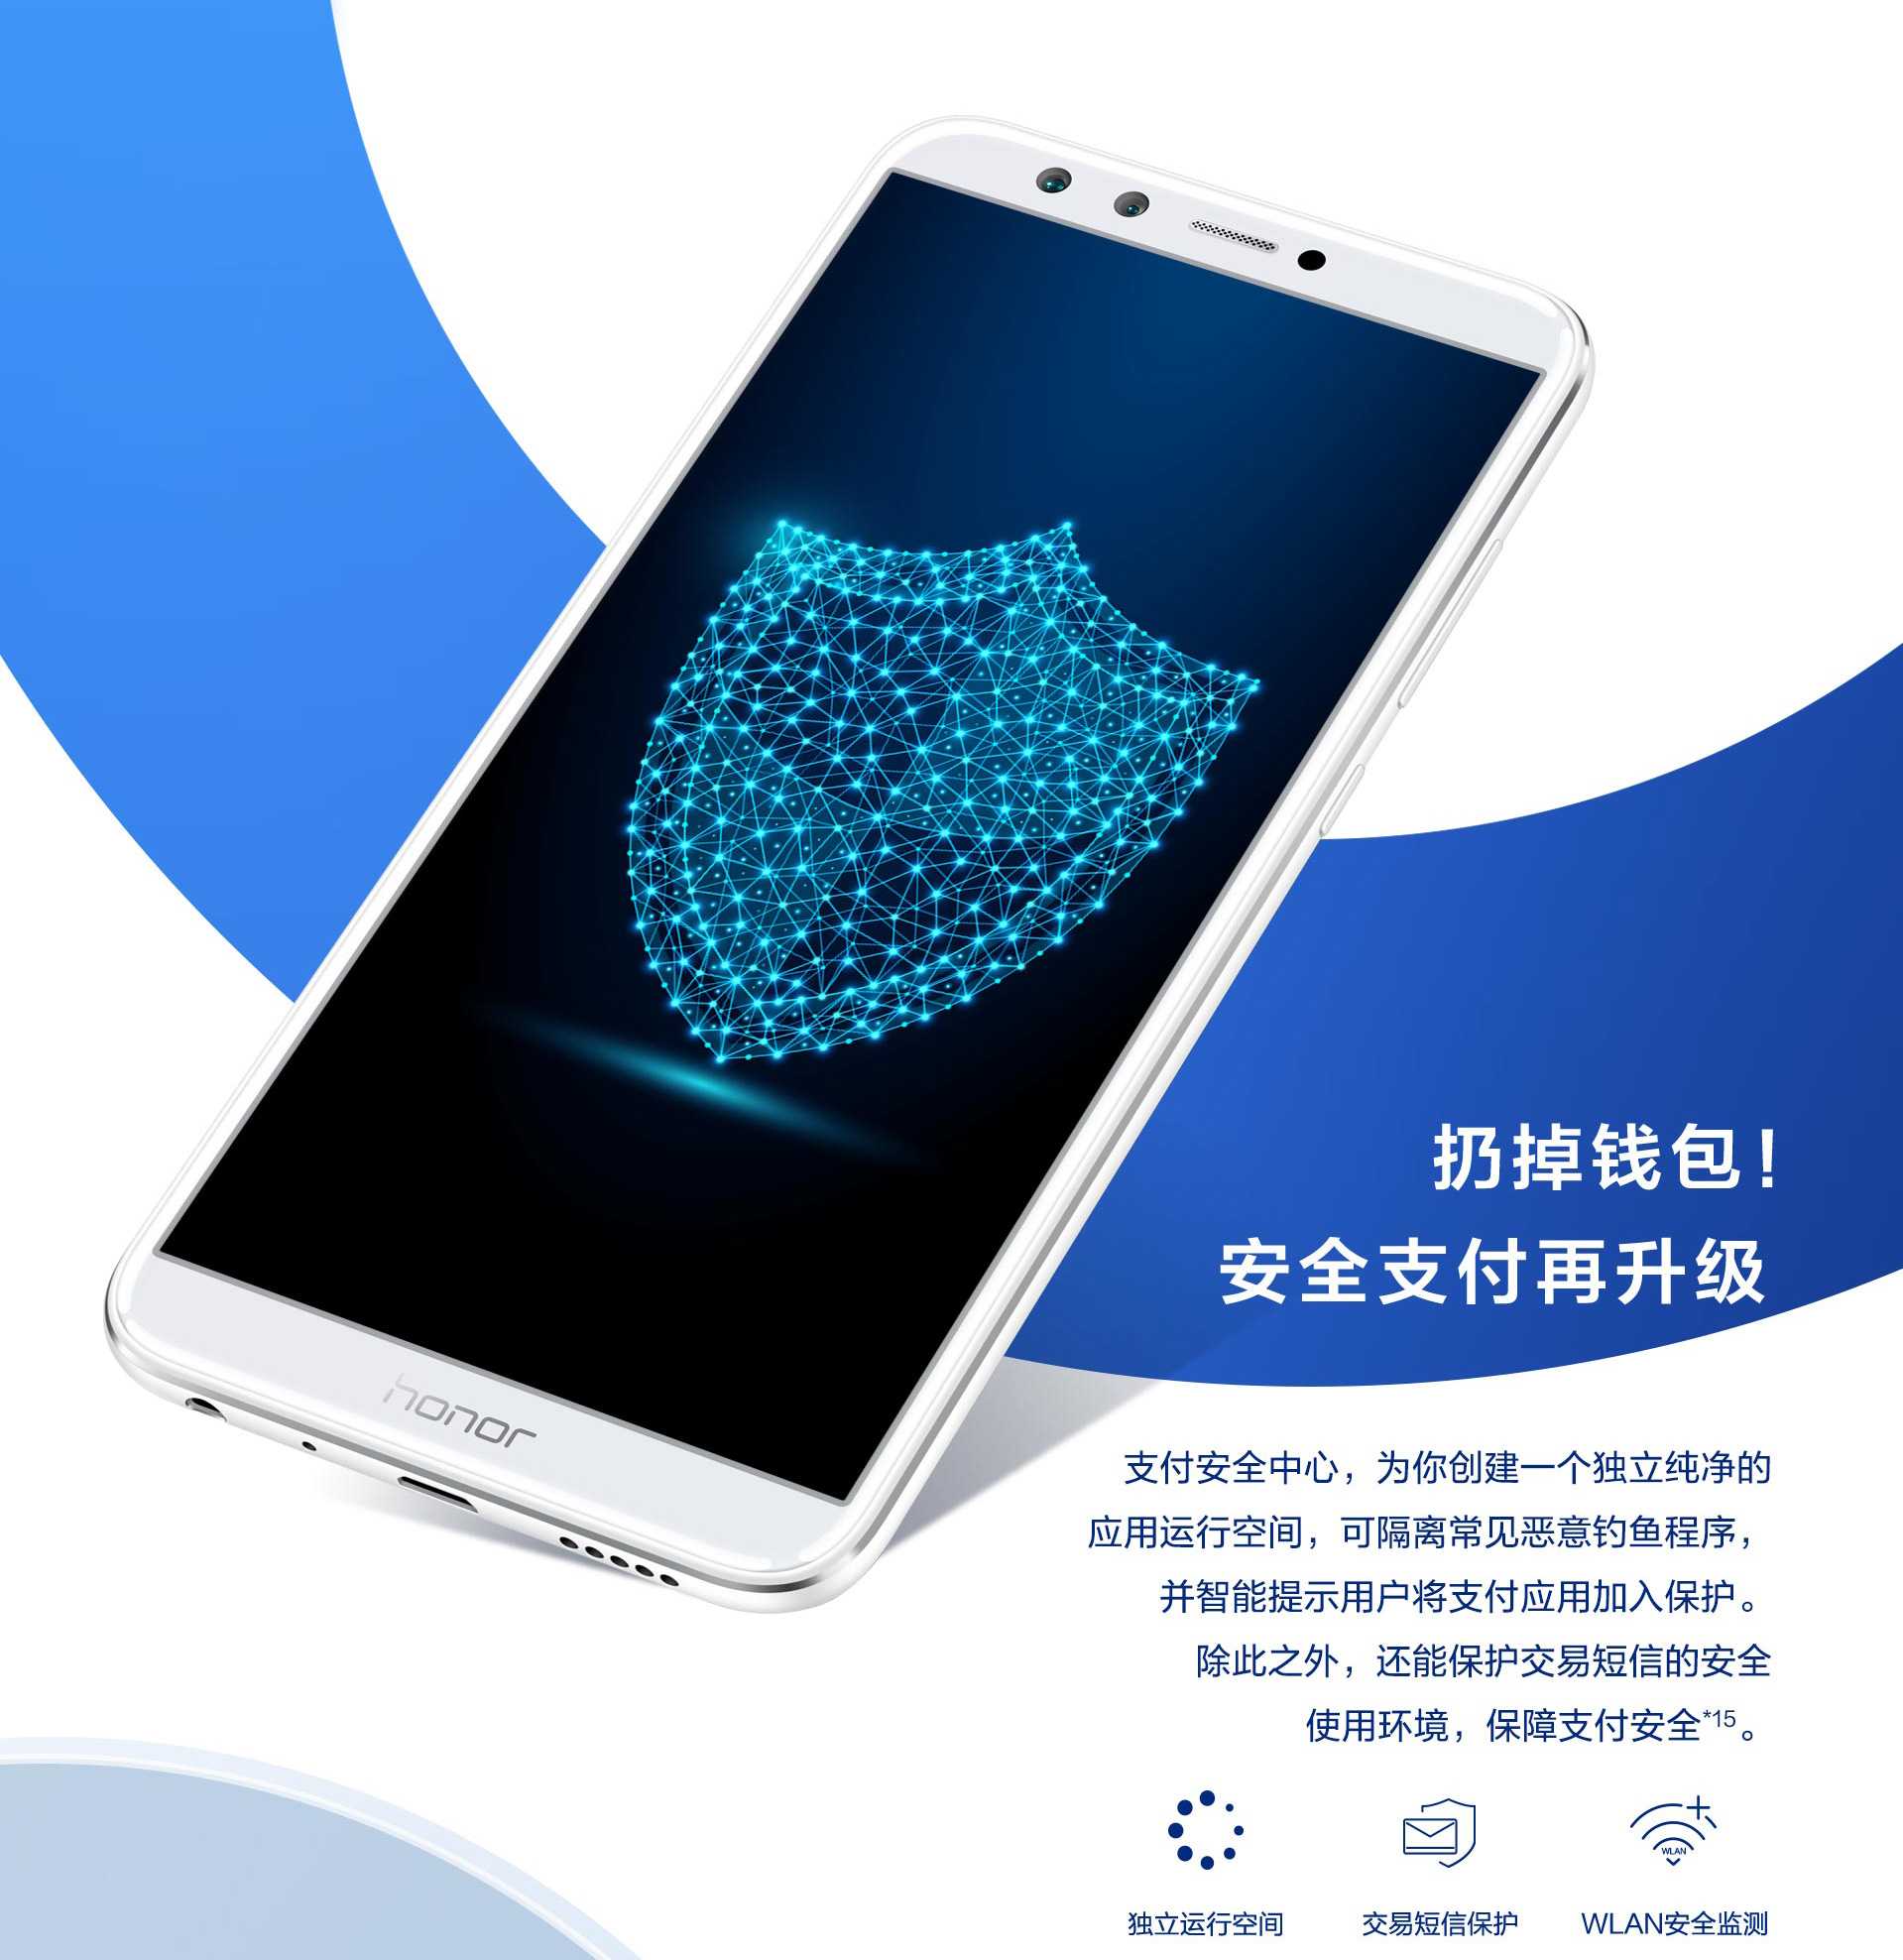 honor
扔掉钱包！
安全支付再升级
支付安全中心，为你创建一个独立纯净的
应用运行空间，可隔离常见恶意钓鱼程序，
并智能提示用户将支付应用加入保护。
除此之外，还能保护交易短信的安全
使用环境，保障支付安全*15。
WLAN
独立运行空间
交易短信保护
WLAN安全监测